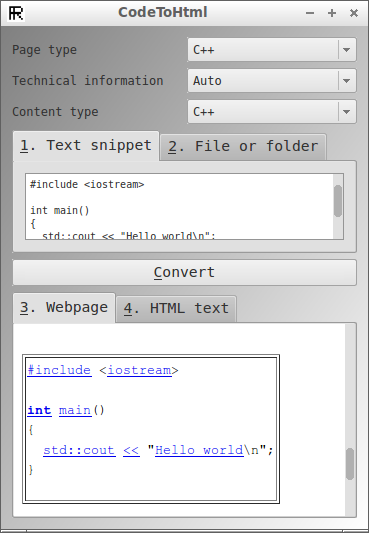 CodeToHtml
Page type C++
Technical information Auto
Content type C++
1. Text snippet 2. File or folder
#include <iostream>
int main()
{
std::cout << "Hello world\n";
Convert
3. Webpage 4. HTML text
#include <iostream>
int main()
{
std::cout << "Hello world\n";
}